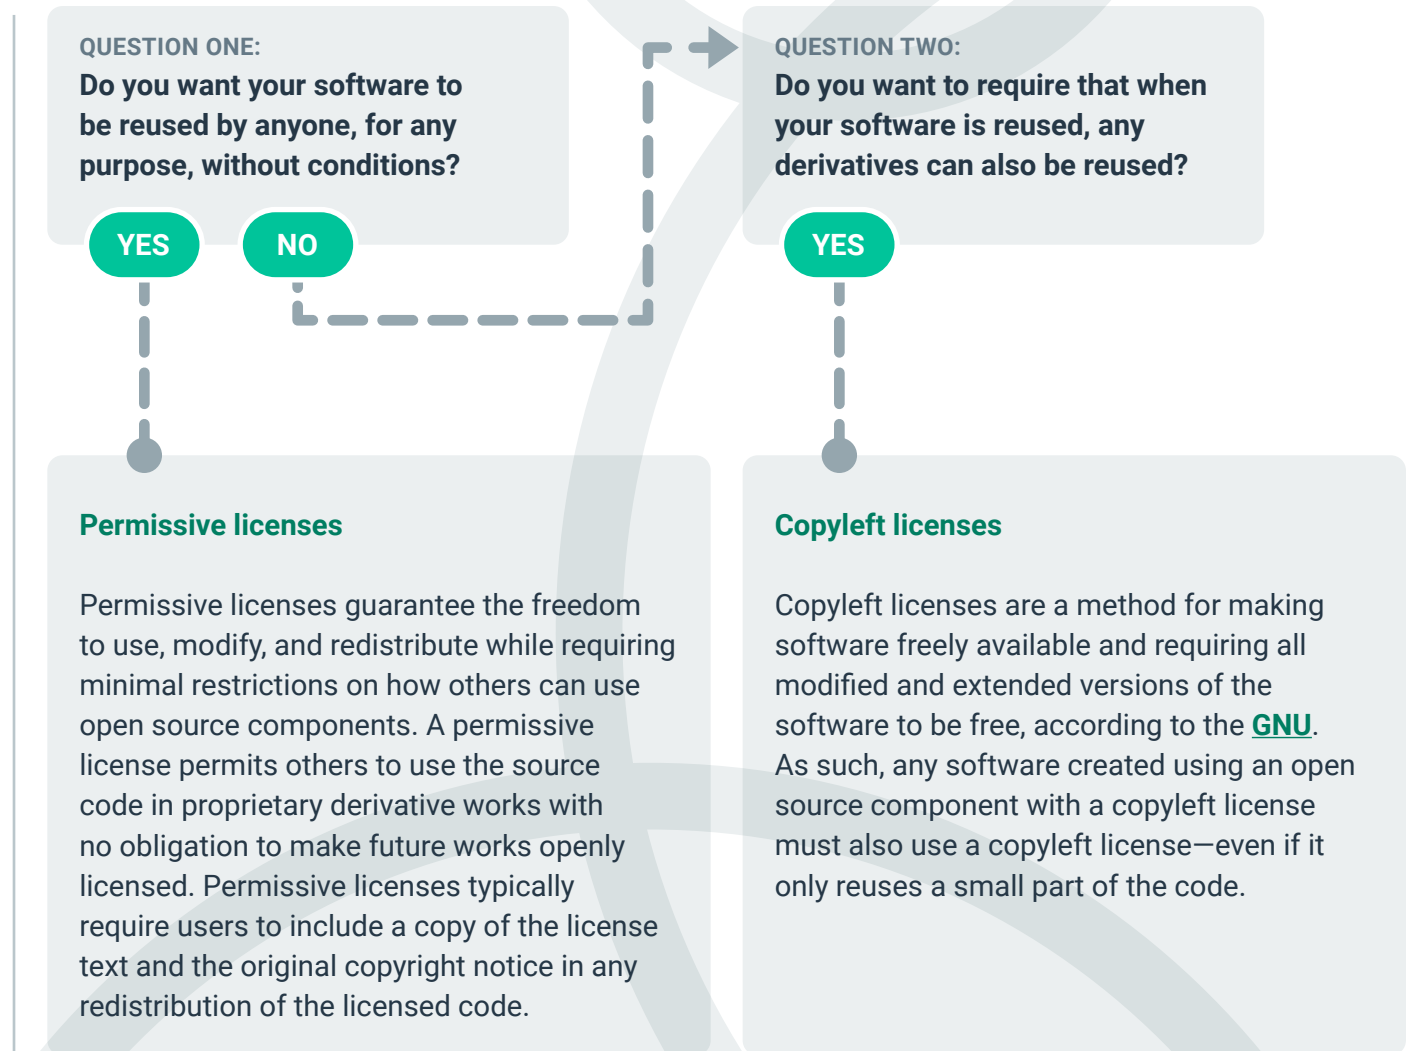 QUESTION ONE:
Do you want your software to
be reused by anyone, for any
purpose, without conditions?
YES
NO
QUESTION TWO:
Do you want to require that when
your software is reused, any
derivatives can also be reused?
YES
Permissive licenses
Permissive licenses guarantee the freedom
to use, modify, and redistribute while requiring
minimal restrictions on how others can use
open source components. A permissive
license permits others to use the source
code in proprietary derivative works with
no obligation to make future works openly
licensed. Permissive licenses typically
require users to include a copy of the license
text and the original copyright notice in any
redistribution of the licensed code.
Copyleft licenses
Copyleft licenses are a method for making
software freely available and requiring all
modified and extended versions of the
software to be free, according to the GNU.
As such, any software created using an open
source component with a copyleft license
must also use a copyleft license—even if it
only reuses a small part of the code.